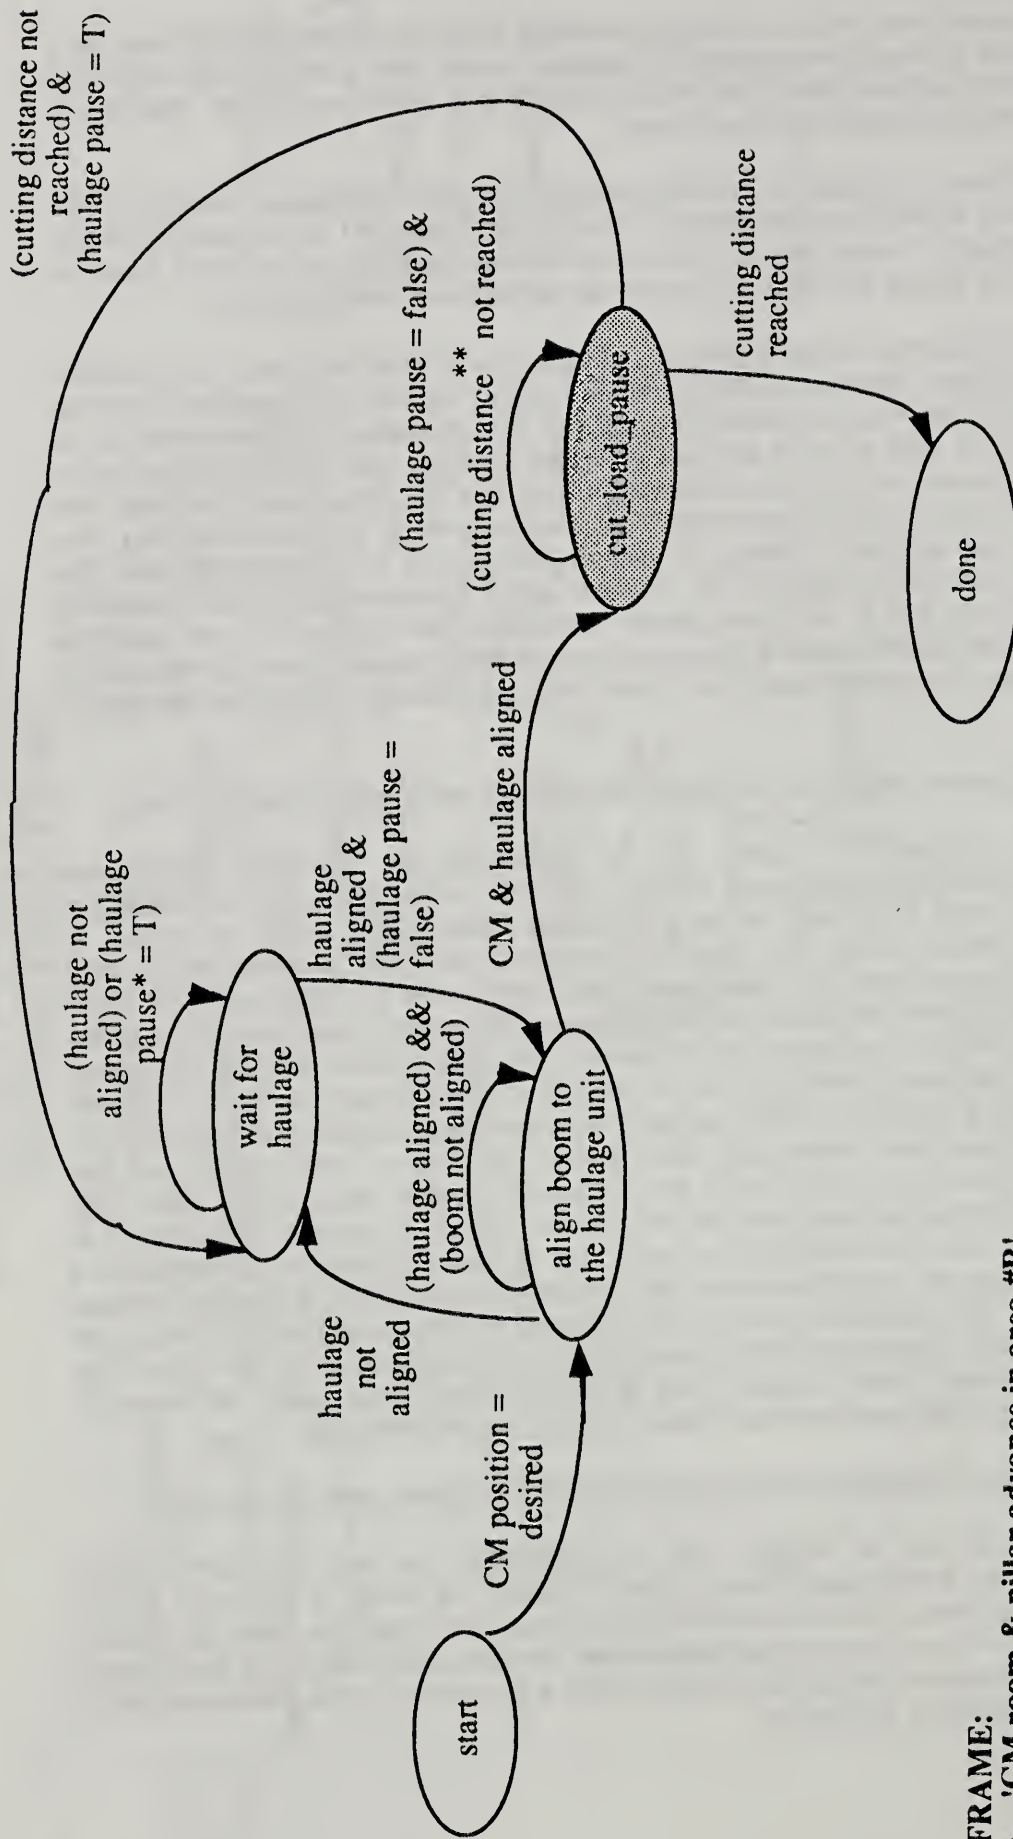 (cutting distance not
reached) &
(haulage pause = T)
(haulage not
aligned) or (haulage
pause* = T)
wait for
haulage
haulage
aligned &
(haulage pause =
false)
haulage
not
aligned
(haulage aligned) &&
(boom not aligned)
align boom to
the haulage unit
CM position =
desired
start
CM & haulage aligned
(haulage pause = false) &
**
(cutting distance not reached)
cut_load_pause
cutting distance
reached
done
FRAME:
'CM room & pillar advance in area #B'